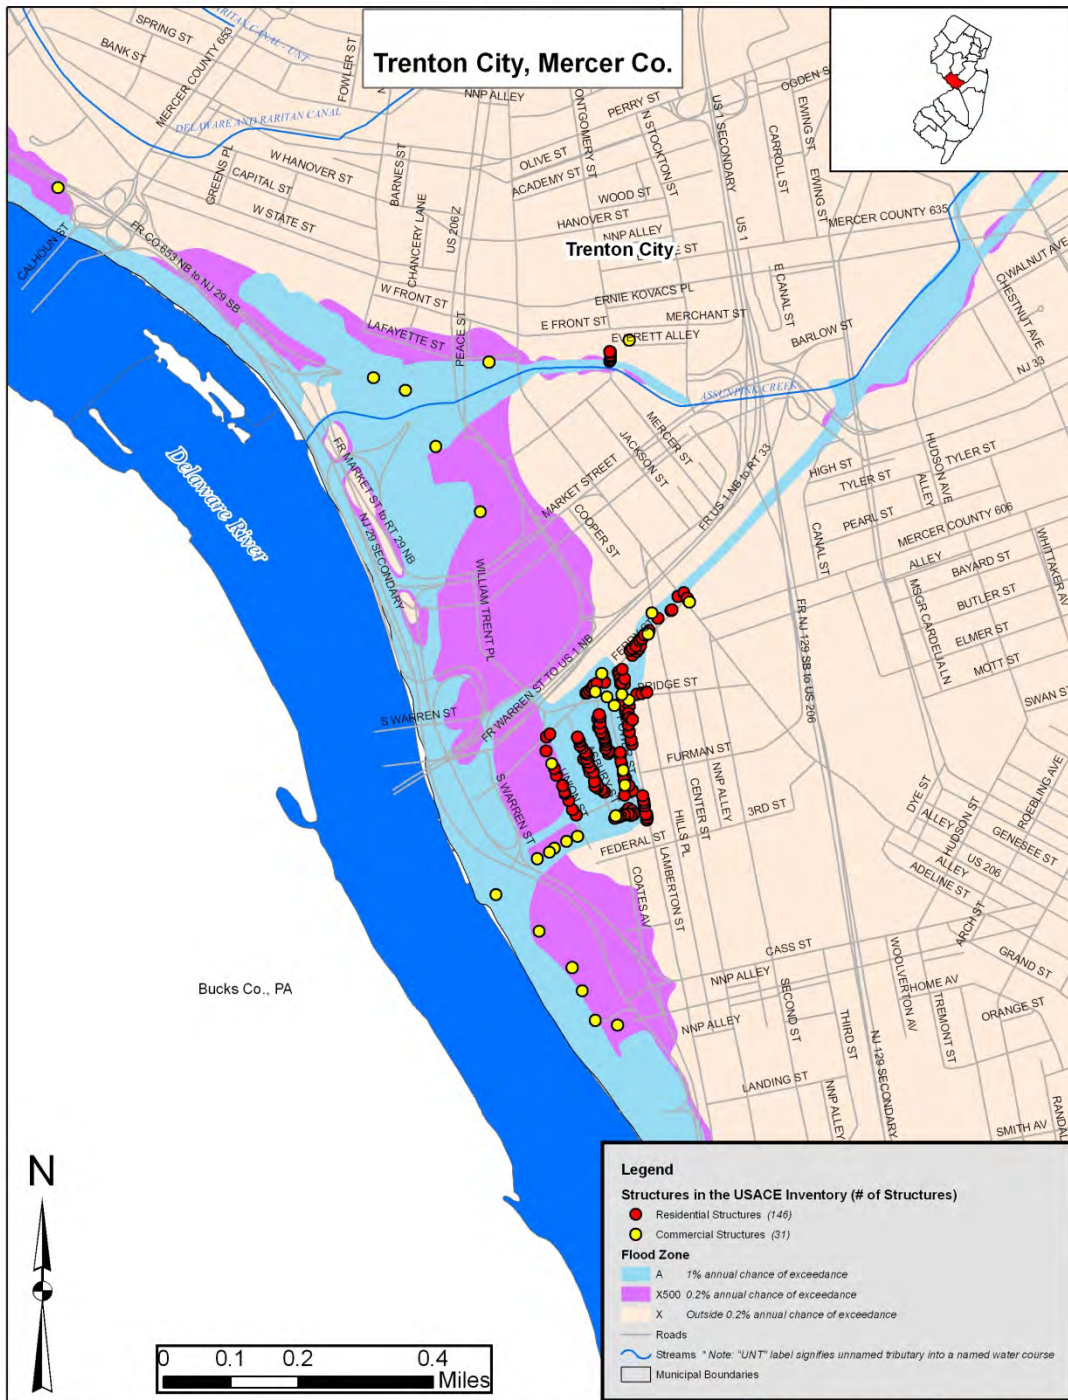 Trenton City, Mercer Co.
SPRING ST
BANK ST
MERCER COUNTY 653
FOWLER ST
NNP ALLEY
DELAWARE AND RARITAN CANAL
PERRY ST
OGDEN S
US 1 SECONDARY
N STOCKTON ST
EWING ST
CARROLL ST
EWING ST
GREENS PL
W HANOVER ST
CAPITAL ST
W STATE ST
BARNES ST
CHANCERY LANE
US 206 Z
OLIVE ST
ACADEMY ST
WOOD ST
HANOVER ST
NNP ALLEY
Trenton City
US 1
MERCER COUNTY 635
WALNUT AVE
CHESTNUT AVE
CALHOUN ST
FR CO 653 NB to NJ 29 SB
W FRONT ST
LAFAYETTE ST
PEACE ST
ERNIE KOVACS PL
E FRONT ST
MERCHANT ST
EVERETT ALLEY
E CANAL ST
BARLOW ST
NJ 33
ASSUNPINK CREEK
Delaware River
FR MARKET ST to RT 29 NB
NJ 29 SECONDARY
MERCER ST
JACKSON ST
MARKET STREET
COOPER ST
FR US 1 NB to RT 33
HIGH ST
TYLER ST
TYLER ST
HUDSON AVE
ALLEY
PEARL ST
CANAL ST
MERCER COUNTY 606
ALLEY
BAYARD ST
BUTLER ST
WHITTAKER AV
MSGR CARDELIA LN
ELMER ST
MOTT ST
SWAN ST
WILLIAM TRENT PL
FR NJ 129 SB to US 206
S WARREN ST
FR WARREN ST TO US 1 NB
BRIDGE ST
FURMAN ST
UNION ST
S WARREN ST
CENTER ST
NNP ALLEY
3RD ST
HILLS PL
FEDERAL ST
LAMBERTON ST
COATES AV
DYE ST
ALLEY
HUDSON ST
ROEBLING AVE
GENESEE ST
US 206
ALLEY
ADELINE ST
ARCH ST
CASS ST
WOOLVERTON AV
GRAND ST
NNP ALLEY
HOME AV
SECOND ST
TREMONT ST
ORANGE ST
Bucks Co., PA
NNP ALLEY
THIRD ST
NJ 129 SECONDARY
LANDING ST
NNP ALLEY
SMITH AV
N
0 0.1 0.2 0.4
Miles
Legend
Structures in the USACE Inventory (# of Structures)
Residential Structures (146)
Commercial Structures (31)
Flood Zone
A 1% annual chance of exceedance
X500 0.2% annual chance of exceedance
X Outside 0.2% annual chance of exceedance
Roads
Streams * Note: "UNT" label signifies unnamed tributary into a named water course
Municipal Boundaries